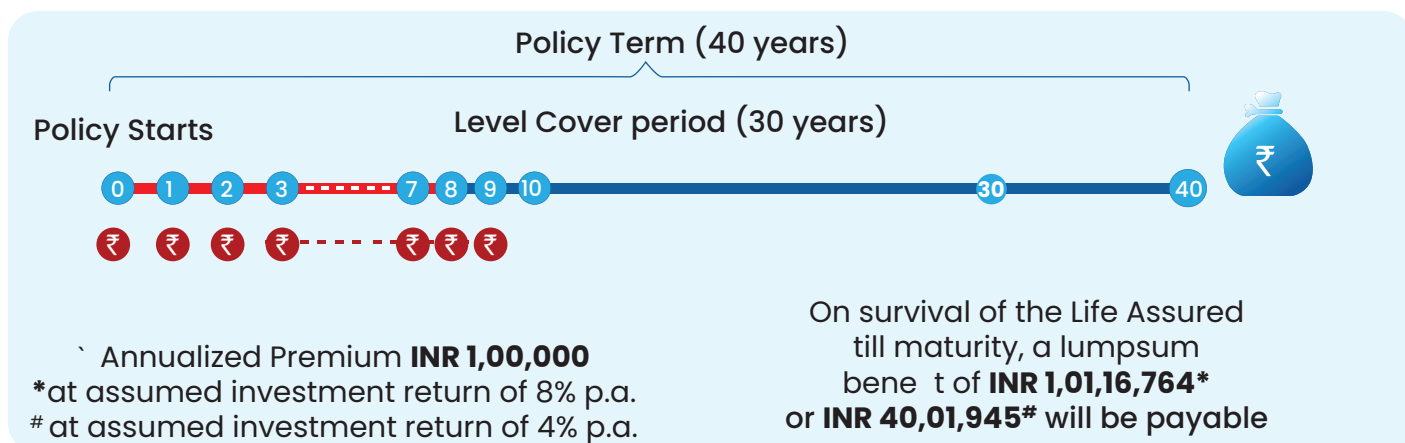 Policy Term (40 years)
Policy Starts
Level Cover period (30 years)
0 1 2 3 7 8 9 10 30 40
₹
₹ ₹ ₹ ₹ ₹ ₹ ₹
` Annualized Premium INR 1,00,000
*at assumed investment return of 8% p.a.
#at assumed investment return of 4% p.a.
On survival of the Life Assured
till maturity, a lumpsum
bene t of INR 1,01,16,764*
or INR 40,01,945# will be payable